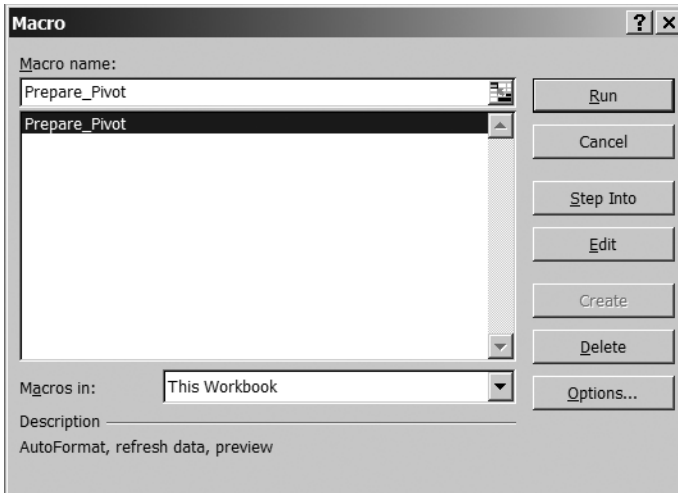 Macro
Macro name:
Prepare_Pivot
Prepare_Pivot
Run
Cancel
Step Into
Edit
Create
Delete
Options...
Macros in:
This Workbook
Description
AutoFormat, refresh data, preview